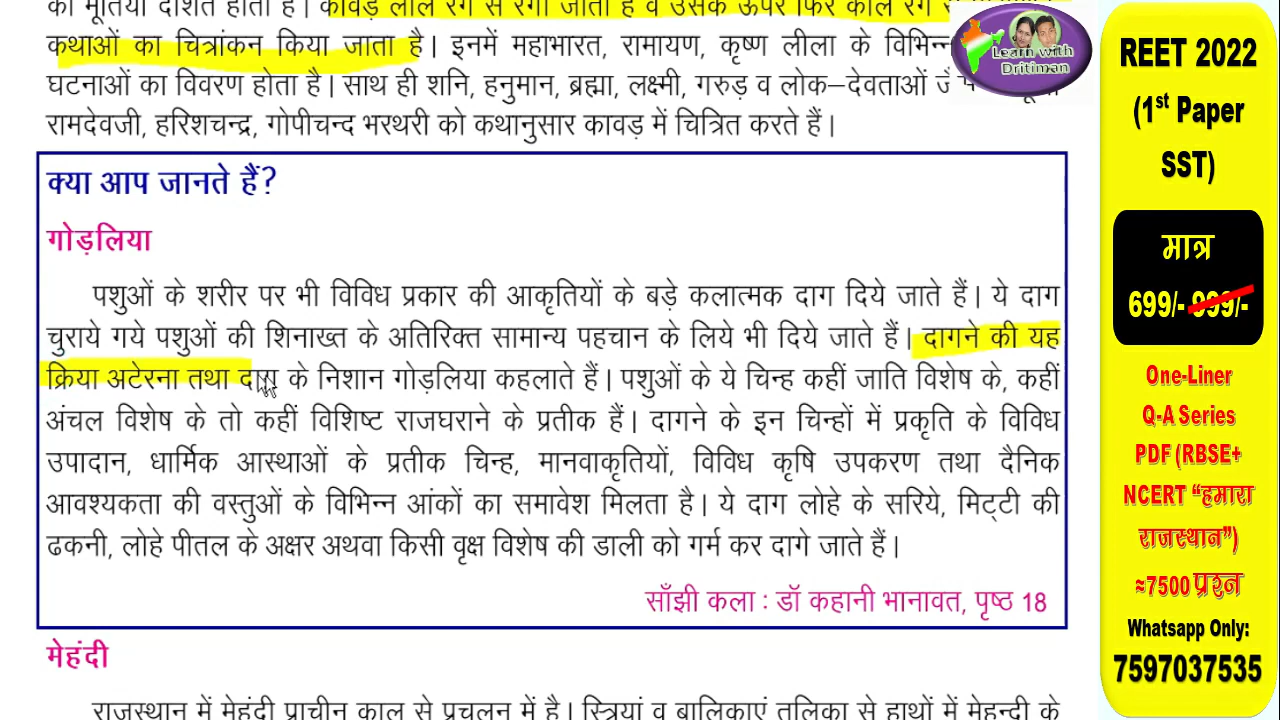 की मूर्तियाँ दर्शित होती है। कावड़ लाल रंग से रंगी जाती है व उसके ऊपर फिर काले रंग से
कथाओं का चित्रांकन किया जाता है। इनमें महाभारत, रामायण, कृष्ण लीला के विभिन्न
घटनाओं का विवरण होता है। साथ ही शनि, हनुमान, ब्रह्मा, लक्ष्मी, गरुड़ व लोक–देवताओं
रामदेवजी, हरिशचन्द्र, गोपीचन्द भरथरी को कथानुसार कावड़ में चित्रित करते हैं।
क्या आप जानते हैं?
गोड़लिया
पशुओं के शरीर पर भी विविध प्रकार की आकृतियों के बड़े कलात्मक दाग दिये जाते हैं। ये दाग
चुराये गये पशुओं की शिनाख्त के अतिरिक्त सामान्य पहचान के लिये भी दिये जाते हैं। दागने की यह
क्रिया अटेरना तथा दाग के निशान गोड़लिया कहलाते हैं। पशुओं के ये चिन्ह कहीं जाति विशेष के, कहीं
अंचल विशेष के तो कहीं विशिष्ट राजघराने के प्रतीक हैं। दागने के इन चिन्हों में प्रकृति के विविध
उपादान, धार्मिक आस्थाओं के प्रतीक चिन्ह, मानवाकृतियों, विविध कृषि उपकरण तथा दैनिक
आवश्यकता की वस्तुओं के विभिन्न आंकों का समावेश मिलता है। ये दाग लोहे के सरिये, मिट्टी की
ढकनी, लोहे पीतल के अक्षर अथवा किसी वृक्ष विशेष की डाली को गर्म कर दागे जाते हैं।
साँझी कला : डॉ कहानी भानावत, पृष्ठ 18
मेहंदी
राजस्थान में मेहंदी प्राचीन काल से प्रचलन में है। स्त्रियां व बालिकाएं तूलिका से हाथों में मेहन्दी के
Learn with
Dritiman
REET 2022
(1st Paper
SST)
मात्र
699/- 999/-
One-Liner
Q-A Series
PDF (RBSE+
NCERT “हमारा
राजस्थान”)
≈7500 प्रश्न
Whatsapp Only:
7597037535